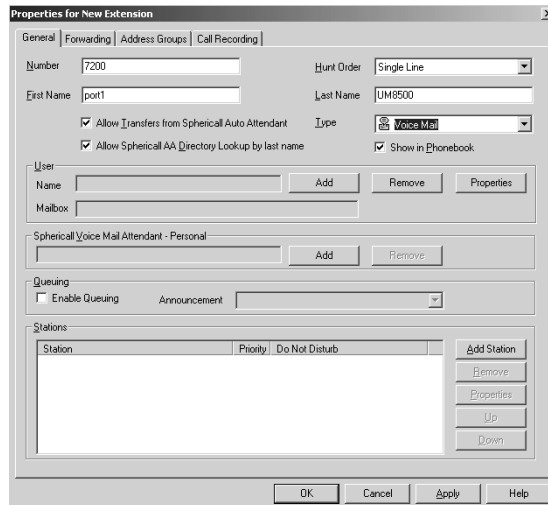 Properties for New Extension
General Forwarding Address Groups Call Recording
Number 7200 Hunt Order Single Line
First Name port1 Last Name UM8500
Allow Transfers from Spherical Auto Attendant Type Voice Mail
Allow Spherical AA Directory Lookup by last name Show in Phonebook
User
Name Add Remove Properties
Mailbox
Spherical Voice Mail Attendant - Personal
Add Remove
Queuing
Enable Queuing Announcement
Stations
Station Priority Do Not Disturb Add Station
Remove
Properties
Up
Down
OK Cancel Apply Help